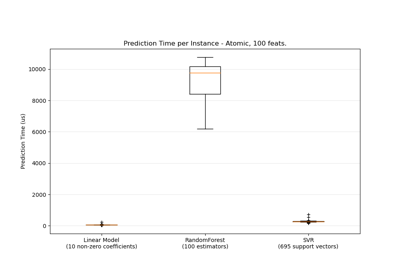 Prediction Time per Instance - Atomic, 100 feats.
10000
8000
6000
4000
2000
0
Prediction Time (us)
Linear Model
(10 non-zero coefficients)
RandomForest
(100 estimators)
SVR
(695 support vectors)